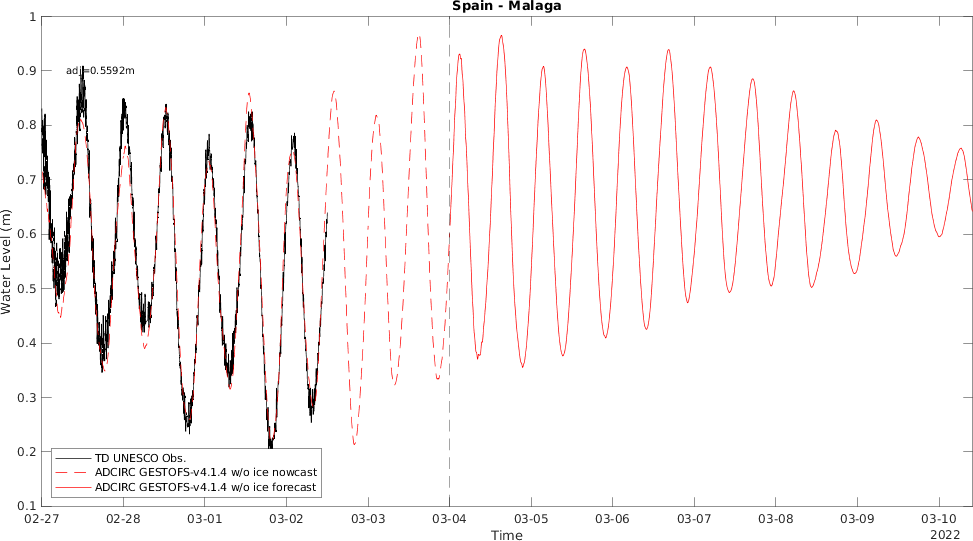 Spain - Malaga
Water Level (m)
1
0.9
0.8
0.7
0.6
0.5
0.4
0.3
0.2
0.1
adj=0.5592m
TD UNESCO Obs.
ADCIRC GESTOFS-v4.1.4 w/o ice nowcast
ADCIRC GESTOFS-v4.1.4 w/o ice forecast
02-27 02-28 03-01 03-02 03-03 03-04 03-05 03-06 03-07 03-08 03-09 03-10
Time
2022